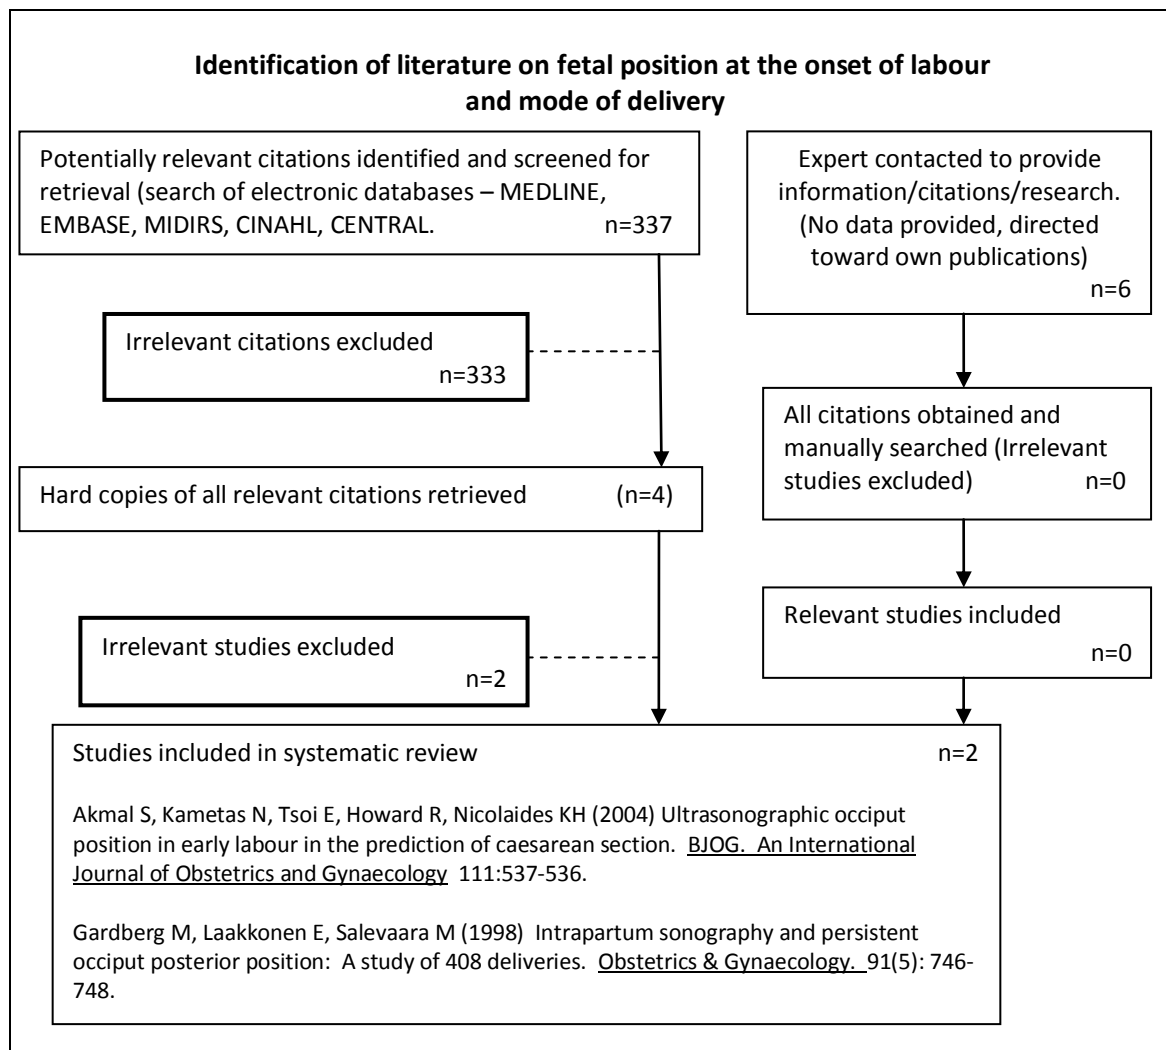 Identification of literature on fetal position at the onset of labour
and mode of delivery
Potentially relevant citations identified and screened for
retrieval (search of electronic databases – MEDLINE,
EMBASE, MIDIRS, CINAHL, CENTRAL. n=337
Expert contacted to provide
information/citations/research.
(No data provided, directed
toward own publications)
n=6
Irrelevant citations excluded
n=333
All citations obtained and
manually searched (Irrelevant
studies excluded) n=0
Hard copies of all relevant citations retrieved (n=4)
Relevant studies included
n=0
Irrelevant studies excluded
n=2
Studies included in systematic review n=2
Akmal S, Kametas N, Tsoi E, Howard R, Nicolaides KH (2004) Ultrasonographic occiput
position in early labour in the prediction of caesarean section. BJOG. An International
Journal of Obstetrics and Gynaecology 111:537-536.
Gardberg M, Laakkonen E, Salevaara M (1998) Intrapartum sonography and persistent
occiput posterior position: A study of 408 deliveries. Obstetrics & Gynaecology. 91(5): 746-
748.